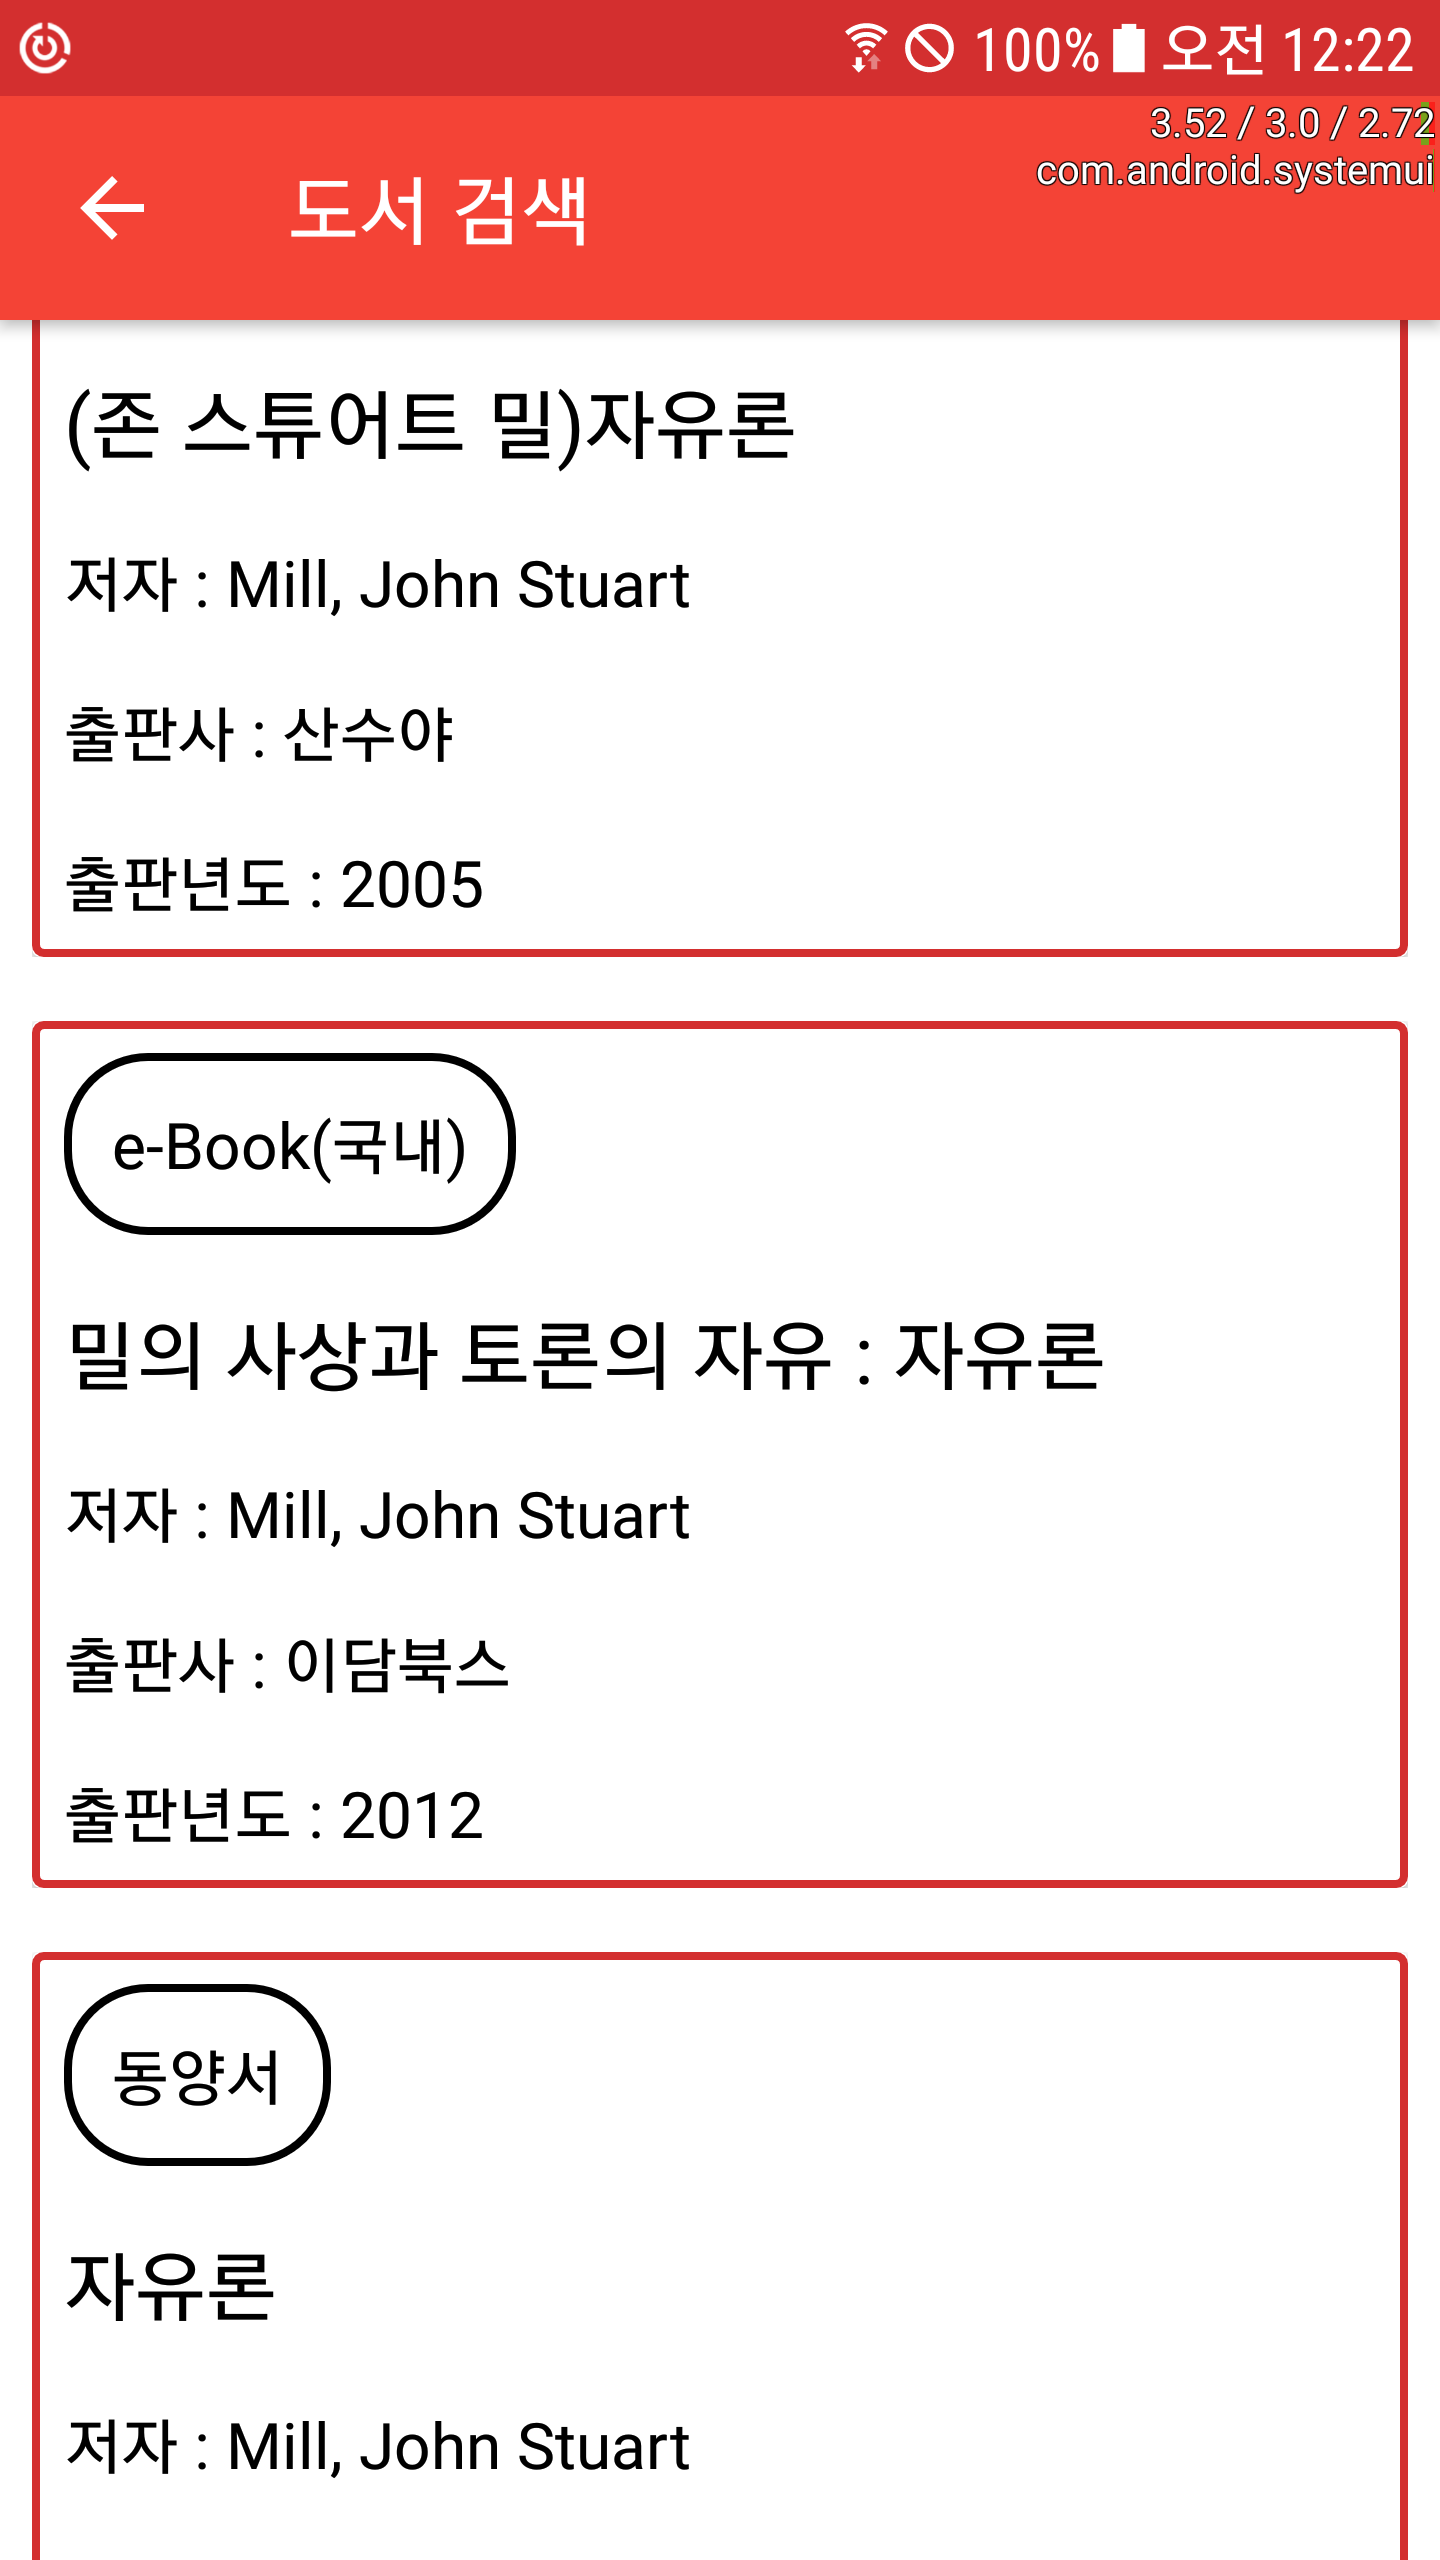 100% 오전 12:22
3.52 / 3.0 / 2.72
com.android.systemui
도서 검색
(존 스튜어트 밀)자유론
저자 : Mill, John Stuart
출판사 : 산수야
출판년도 : 2005
e-Book(국내)
밀의 사상과 토론의 자유 : 자유론
저자 : Mill, John Stuart
출판사 : 이담북스
출판년도 : 2012
동양서
자유론
저자 : Mill, John Stuart